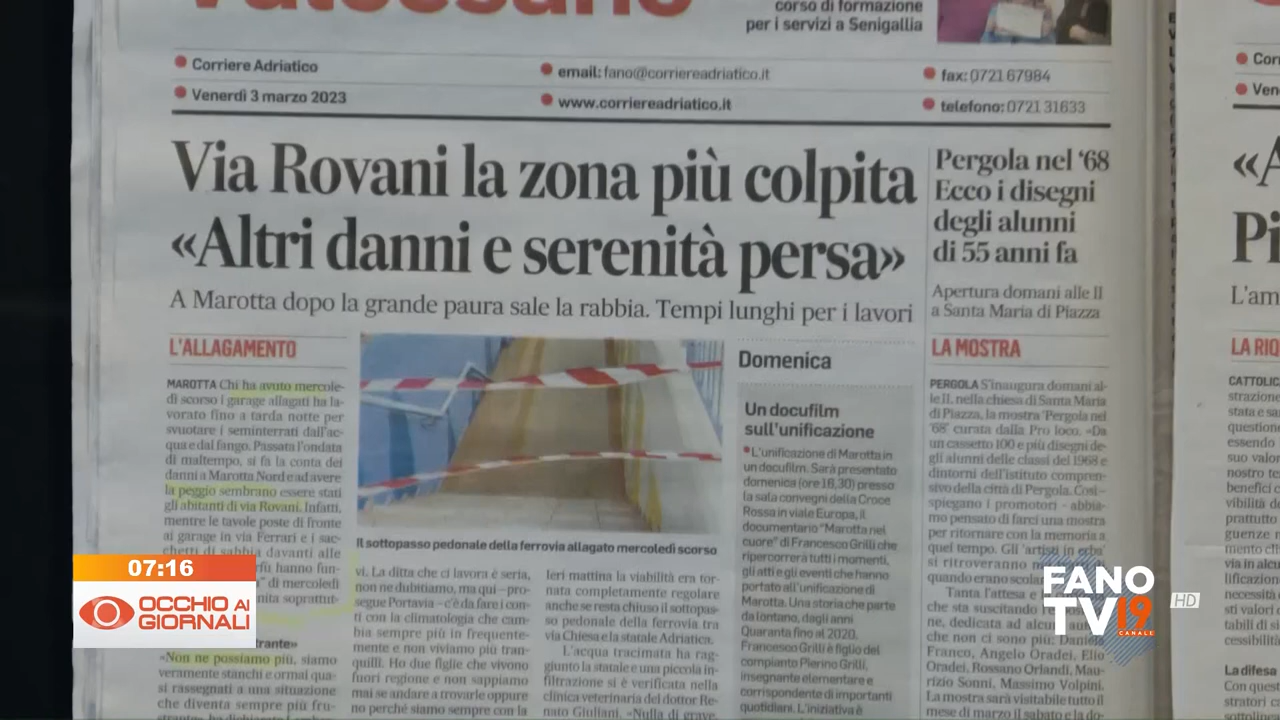 corso di formazione
per i servizi a Senigallia
Corriere Adriatico
email: fano@corriereadriatico.it
fax: 0721 67984
Venerdì 3 marzo 2023
www.corriereadriatico.it
telefono: 0721 31633
Via Rovani la zona più colpita
«Altri danni e serenità persa»
A Marotta dopo la grande paura sale la rabbia. Tempi lunghi per i lavori
Pergola nel ‘68
Ecco i disegni
degli alunni
di 55 anni fa
Apertura domani alle 11
a Santa Maria di Piazza
L'ALLAGAMENTO
MAROTTA Chi ha avuto mercole-
dì scorso i garage allagati ha la-
vorato fino a tarda notte per
svuotare i seminterrati dall'ac-
qua e dal fango. Passata l'ondata
di maltempo, si fa la conta dei
danni a Marotta Nord e ad avere
la peggio sembrano essere stati
gli abitanti di via Rovani. Infatti,
mentre le tavole poste di fronte
ai garage in via Ferrari e i sac-
chetti di sabbia davanti alle
hanno fun-
di mercoledì
soprattut-
«Non ne possiamo più, siamo
veramente stanchi e ormai qua-
si rassegnati a una situazione
che diventa sempre più fru-
Il sottopasso pedonale della ferrovia allagato mercoledì scorso
vi. La ditta che ci lavora è seria,
non ne dubitiamo, ma qui – pro-
segue Portavia – c'è da fare i con-
ti con la climatologia che cam-
bia sempre più in frequente-
mente e non viviamo più tran-
quilli. Ho due figlie che vivono
fuori regione e non sappiamo
mai se andare a trovarle oppure
no perché siamo sempre con la
Ieri mattina la viabilità era tor-
nata completamente regolare
anche se resta chiuso il sottopas-
so pedonale della ferrovia tra
via Chiesa e la statale Adriatica.
L'acqua tracimata ha rag-
giunto la statale e una piccola in-
filtrazione si è verificata nella
clinica veterinaria del dottor Re-
nato Giuliani. «Nulla di grave,
Domenica
Un docufilm
sull'unificazione
L'unificazione di Marotta in
un docufilm. Sarà presentato
domenica (ore 18,30) presso
la sala convegni della Croce
Rossa in viale Europa, il
documentario "Marotta nel
cuore" di Francesco Grilli che
ripercorrerà tutti i momenti,
gli atti e gli eventi che hanno
portato all'unificazione di
Marotta. Una storia che parte
da lontano, dagli anni
Quaranta fino al 2020.
Francesco Grilli è figlio del
compianto Pierino Grilli,
insegnante elementare e
corrispondente di importanti
quotidiani. L'iniziativa è
LA MOSTRA
PERGOLA S'inaugura domani al-
le 11, nella chiesa di Santa Maria
di Piazza, la mostra 'Pergola nel
'68' curata dalla Pro loco. «Da
un cassetto 100 e più disegni de-
gli alunni delle classi del 1968 e
dintorni dell'istituto compren-
sivo della città di Pergola. Così –
spiegano i promotori – abbia-
mo pensato di farci una mostra
per ritornare con la memoria a
quel tempo. Gli 'artisti in erba'
si ritroveranno
quando erano scola
Tanta l'attesa e
che sta suscitando
ne, dedicata ad alcu
che non ci sono più: Daniela
Franco, Angelo Oradei, Elio
Oradei, Rossano Orlandi, Mau-
rizio Sonni, Massimo Volpini.
La mostra sarà visitabile tutto il
mese di marzo il sabato e la do-
«A
Pi
L'am
LA RIQ
CATTOLIC
La difesa
07:16
OCCHIO AI
GIORNALI
FANO
TV 19
CANALE
HD